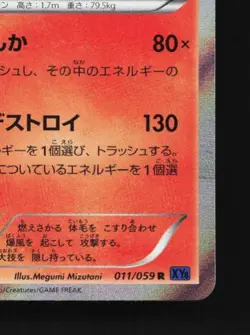 ン 高さ：1.7m 重さ：79.5kg
んか 80×
シュし、その中のエネルギーの
デストロイ 130
ギーを1個選び、トラッシュする。
についているエネルギーを1個
燃えさかる 体毛を こすり合わせ
爆風を 起こして 攻撃する。
大技を 隠し持っている。
Illus.Megumi Mizutani 011/059 R XY
o/Creatures/GAME FREAK